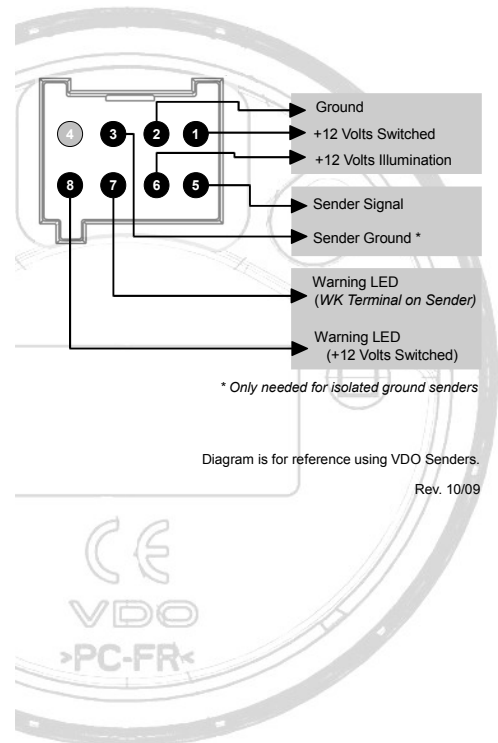 4 3 2 1
8 7 6 5
Ground
+12 Volts Switched
+12 Volts Illumination
Sender Signal
Sender Ground *
Warning LED
(WK Terminal on Sender)
Warning LED
(+12 Volts Switched)
* Only needed for isolated ground senders
Diagram is for reference using VDO Senders.
Rev. 10/09
CE
VDO
>PC-FR<